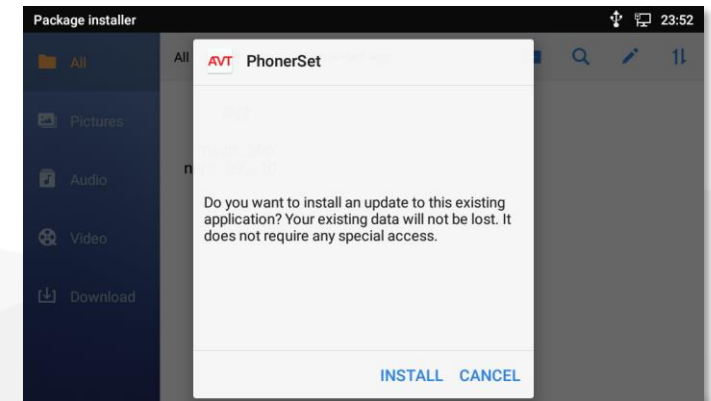 Package installer
23:52
All
All
AVT PhonerSet
Pictures
Audio
Do you want to install an update to this existing
application? Your existing data will not be lost. It
does not require any special access.
Video
Download
INSTALL CANCEL